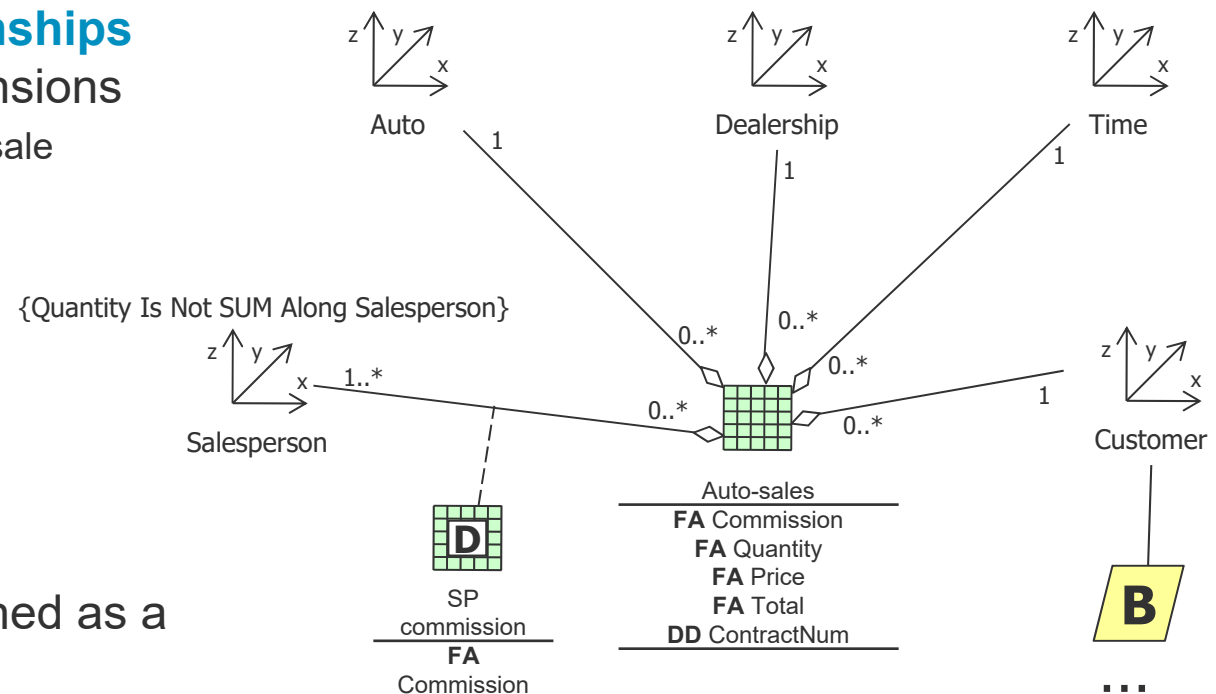 nships
nsions
sale
z y x
Auto
1
z y x
Dealership
1
z y x
Time
1
{Quantity Is Not SUM Along Salesperson}
z y x
Salesperson
1..*
0..*
0..*
0..*
0..*
0..*
1
z y x
Customer
D
SP
commission
FA
Commission
Auto-sales
FA Commission
FA Quantity
FA Price
FA Total
DD ContractNum
B
...
ned as a